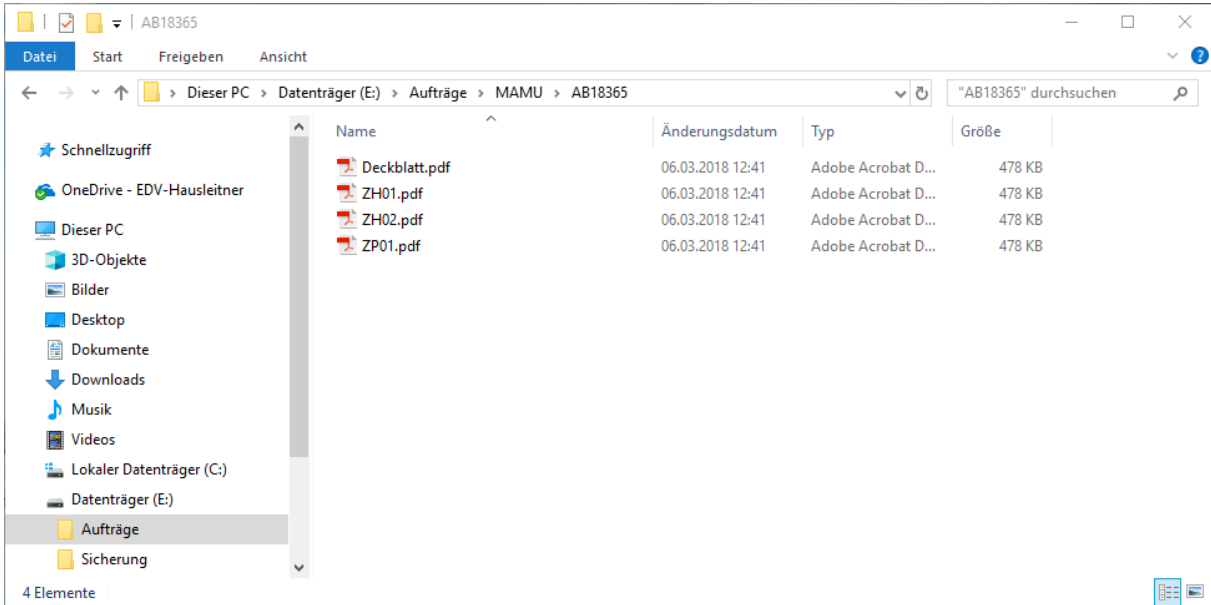 AB18365
Datei Start Freigeben Ansicht
Dieser PC > Datenträger (E:) > Aufträge > MAMU > AB18365 "AB18365" durchsuchen
Schnellzugriff
OneDrive - EDV-Hausleitner
Dieser PC
3D-Objekte
Bilder
Desktop
Dokumente
Downloads
Musik
Videos
Lokaler Datenträger (C:)
Datenträger (E:)
Aufträge
Sicherung
Name Änderungsdatum Typ Größe
Deckblatt.pdf 06.03.2018 12:41 Adobe Acrobat D... 478 KB
ZH01.pdf 06.03.2018 12:41 Adobe Acrobat D... 478 KB
ZH02.pdf 06.03.2018 12:41 Adobe Acrobat D... 478 KB
ZP01.pdf 06.03.2018 12:41 Adobe Acrobat D... 478 KB
4 Elemente